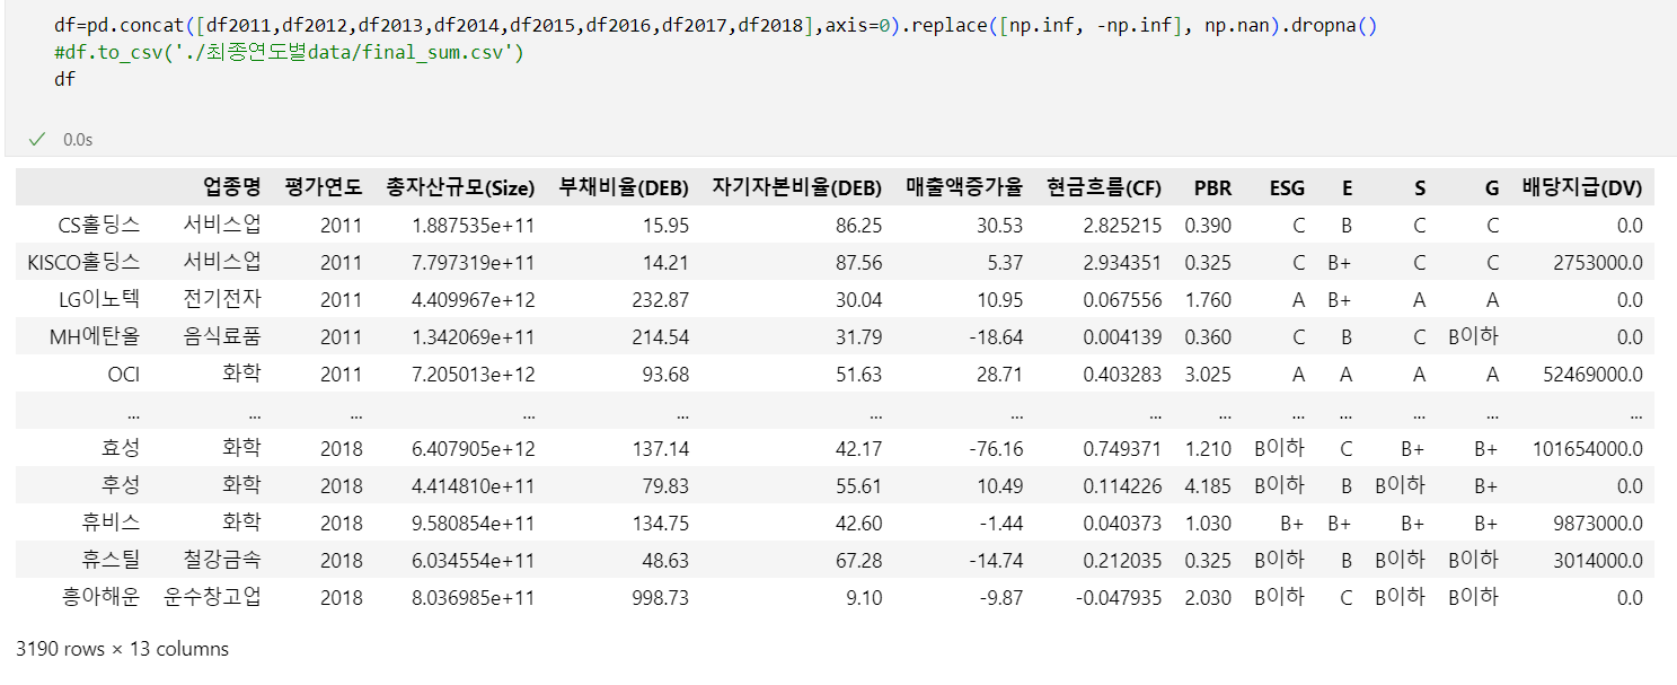 df=pd.concat([df2011,df2012,df2013,df2014,df2015,df2016,df2017,df2018],axis=0).replace([np.inf, -np.inf], np.nan).dropna()
#df.to_csv('./최종연도별data/final_sum.csv')
df
0.0s
업종명 평가연도 총자산규모(Size) 부채비율(DEB) 자기자본비율(DEB) 매출액증가율 현금흐름(CF) PBR ESG E S G 배당지급(DV)
CS홀딩스 서비스업 2011 1.887535e+11 15.95 86.25 30.53 2.825215 0.390 C B C C 0.0
KISCO홀딩스 서비스업 2011 7.797319e+11 14.21 87.56 5.37 2.934351 0.325 C B+ C C 2753000.0
LG이노텍 전기전자 2011 4.409967e+12 232.87 30.04 10.95 0.067556 1.760 A B+ A A 0.0
MH에탄올 음식료품 2011 1.342069e+11 214.54 31.79 -18.64 0.004139 0.360 C B C B이하 0.0
OCI 화학 2011 7.205013e+12 93.68 51.63 28.71 0.403283 3.025 A A A A 52469000.0
... ... ... ... ... ... ... ... ... ... ... ... ... ...
효성 화학 2018 6.407905e+12 137.14 42.17 -76.16 0.749371 1.210 B이하 C B+ B+ 101654000.0
후성 화학 2018 4.414810e+11 79.83 55.61 10.49 0.114226 4.185 B이하 B B이하 B+ 0.0
휴비스 화학 2018 9.580854e+11 134.75 42.60 -1.44 0.040373 1.030 B+ B+ B+ B+ 9873000.0
휴스틸 철강금속 2018 6.034554e+11 48.63 67.28 -14.74 0.212035 0.325 B이하 B B이하 B이하 3014000.0
흥아해운 운수창고업 2018 8.036985e+11 998.73 9.10 -9.87 -0.047935 2.030 B이하 C B이하 B이하 0.0
3190 rows × 13 columns